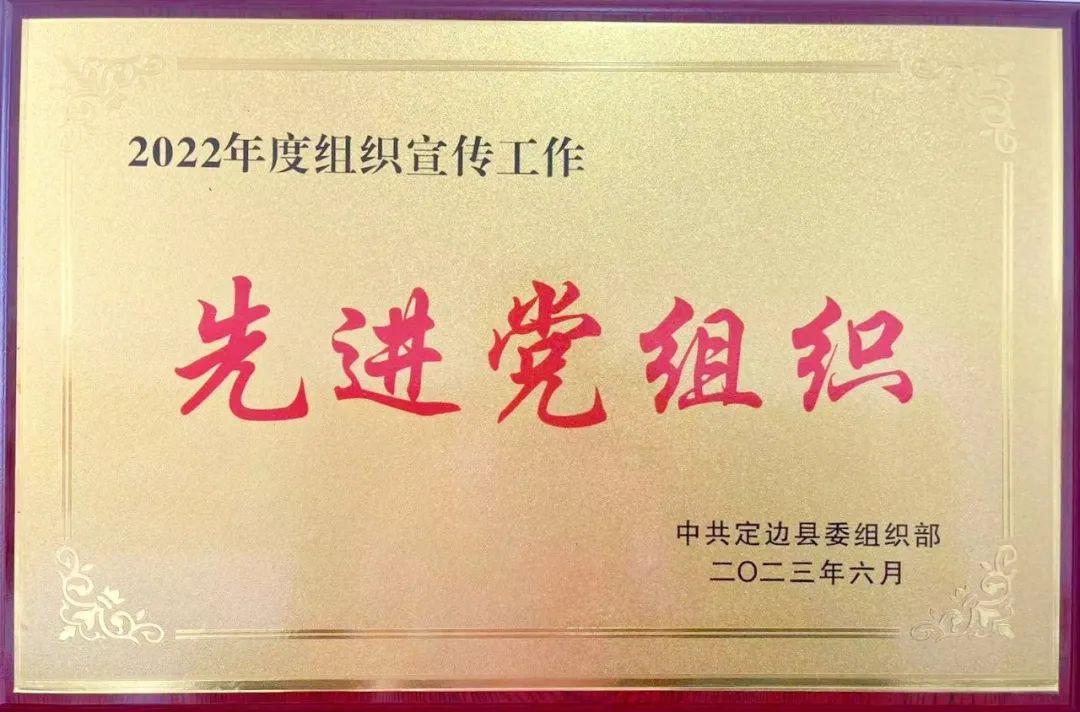 2022年度组织宣传工作
先进党组织
中共定边县委组织部
二〇二三年六月